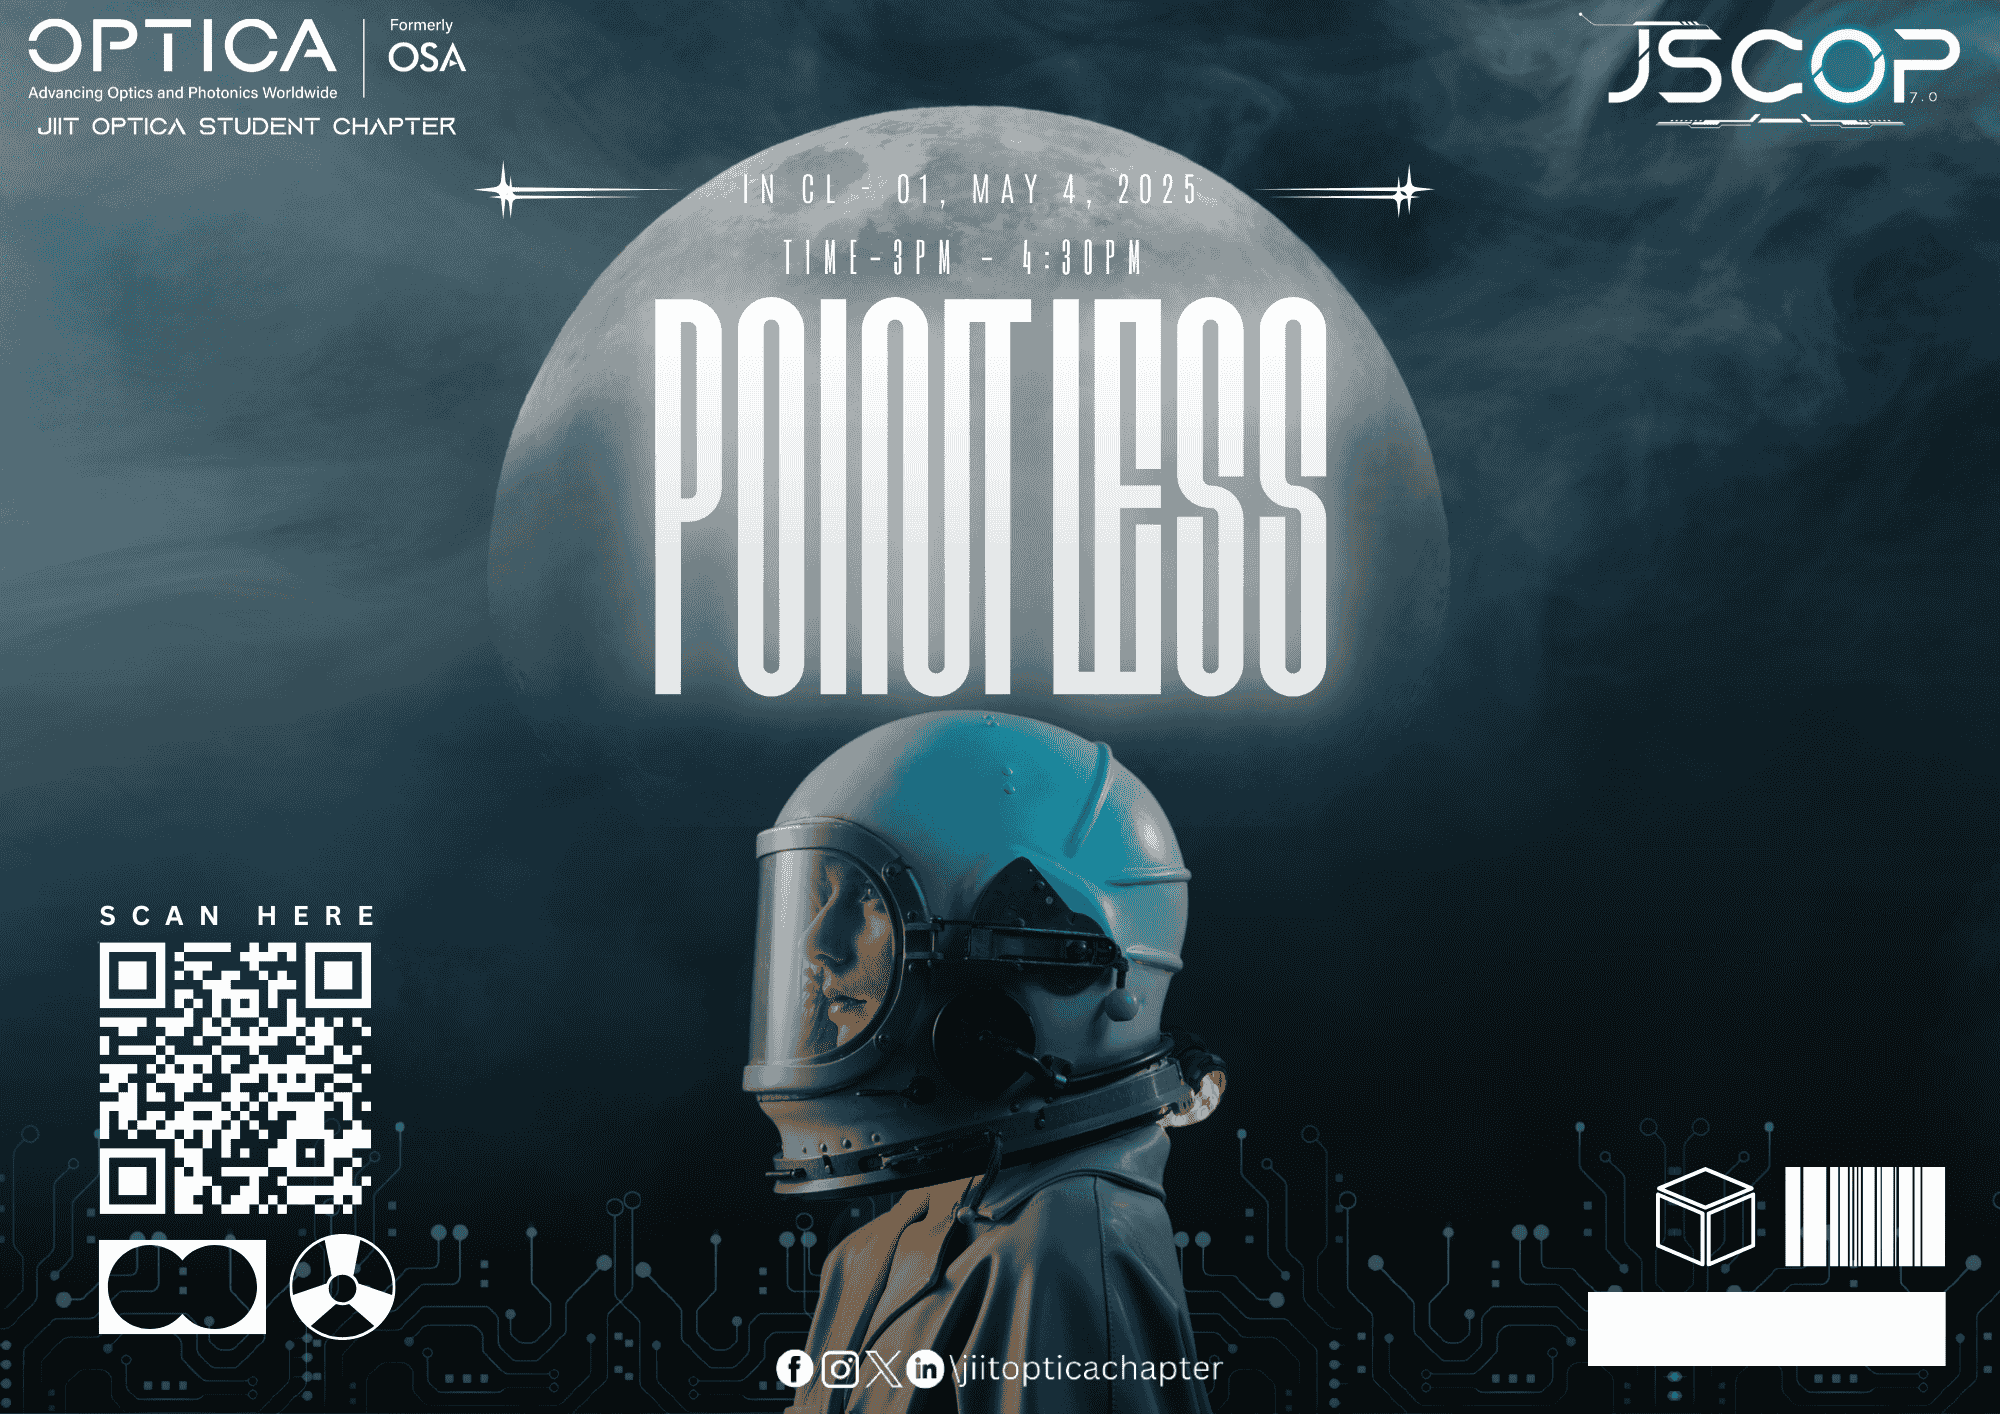 OPTICA
Formerly
OSA
Advancing Optics and Photonics Worldwide
JIIT OPTICA STUDENT CHAPTER
JSCOP
7.0
IN CL - 01, MAY 4, 2025
TIME-3PM - 4:30PM
POINTLESS
SCAN HERE
\jiitopticachapter